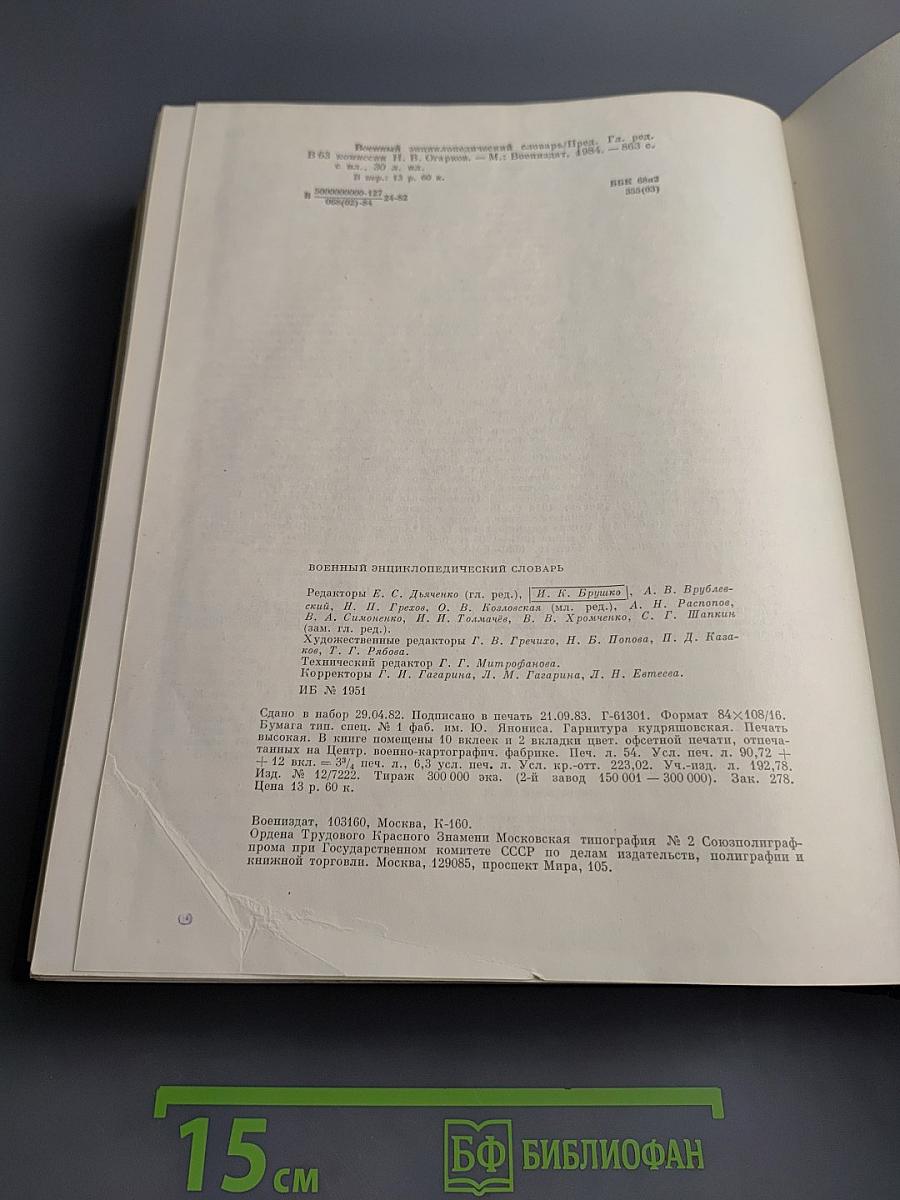 Военный энциклопедический словарь/Пред. Гл. ред.
В 63 комиссии Н. В. Огарков. — М.: Воениздат, 1984. — 863 с.
с ил., 30 л. ил.
В пер.: 13 р. 60 к.
В 5000000000-127
068(02)-84 24-82
ББК 68я2
355(03)
ВОЕННЫЙ ЭНЦИКЛОПЕДИЧЕСКИЙ СЛОВАРЬ
Редакторы Е. С. Дьяченко (гл. ред.), И. К. Брушко, А. В. Врублев-
ский, Н. П. Грехов, О. В. Козловская (мл. ред.), А. Н. Распопов,
В. А. Симоненко, И. И. Толмачёв, В. В. Хромченко, С. Г. Шапкин
(зам. гл. ред.).
Художественные редакторы Г. В. Гречихо, Н. Б. Попова, П. Д. Каза-
ков, Т. Г. Рябова.
Технический редактор Г. Г. Митрофанова.
Корректоры Г. И. Гагарина, Л. М. Гагарина, Л. Н. Евтеева.
ИБ № 1951
Сдано в набор 29.04.82. Подписано в печать 21.09.83. Г-61301. Формат 84×108/16.
Бумага тип. спец. № 1 фаб. им. Ю. Янониса. Гарнитура кудряшовская. Печать
высокая. В книге помещены 10 вклеек и 2 вкладки цвет. офсетной печати, отпеча-
танных на Центр. военно-картографич. фабрике. Печ. л. 54. Усл. печ. л. 90,72 +
+ 12 вкл. = 3³/₄ печ. л., 6,3 усл. печ. л. Усл. кр.-отт. 223,02. Уч.-изд. л. 192,78.
Изд. № 12/7222. Тираж 300 000 экз. (2-й завод 150 001 — 300 000). Зак. 278.
Цена 13 р. 60 к.
Воениздат, 103160, Москва, К-160.
Ордена Трудового Красного Знамени Московская типография № 2 Союзполиграф-
прома при Государственном комитете СССР по делам издательств, полиграфии и
книжной торговли. Москва, 129085, проспект Мира, 105.
15 см
БФ БИБЛИОФАН